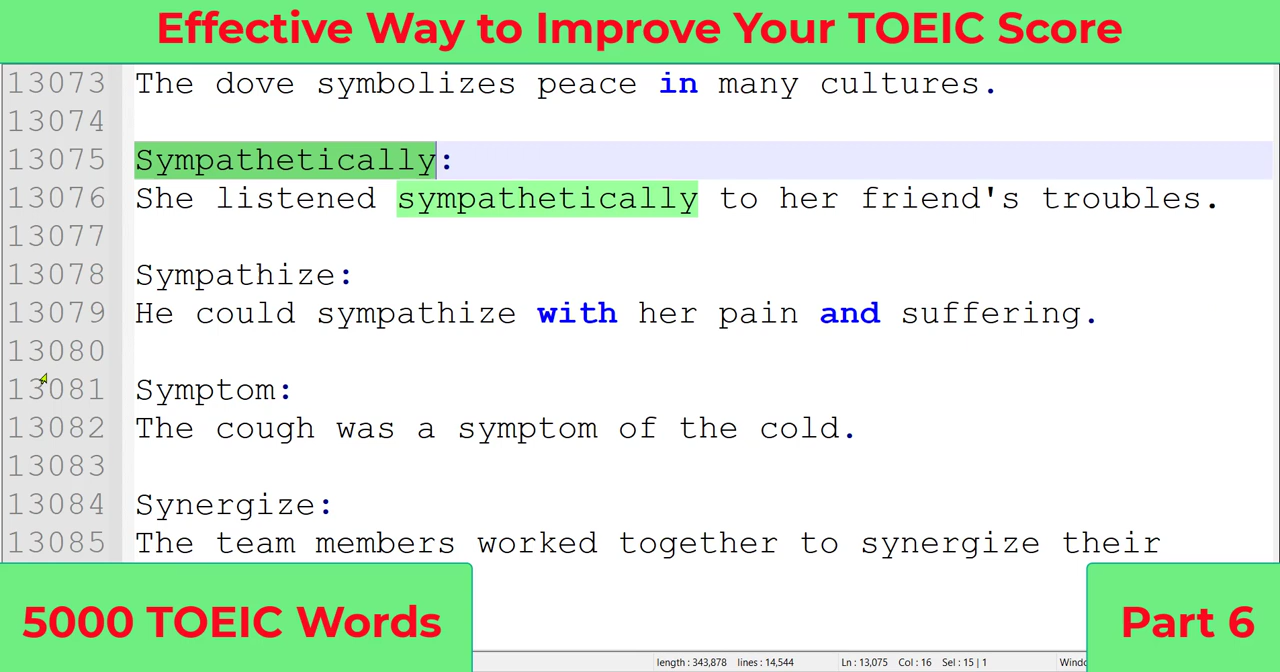 Effective Way to Improve Your TOEIC Score
13073 The dove symbolizes peace in many cultures.
13074
13075 Sympathetically:
13076 She listened sympathetically to her friend's troubles.
13077
13078 Sympathize:
13079 He could sympathize with her pain and suffering.
13080
13081 Symptom:
13082 The cough was a symptom of the cold.
13083
13084 Synergize:
13085 The team members worked together to synergize their
5000 TOEIC Words
Part 6
length : 343,878 lines : 14,544 Ln : 13,075 Col : 16 Sel : 15 | 1